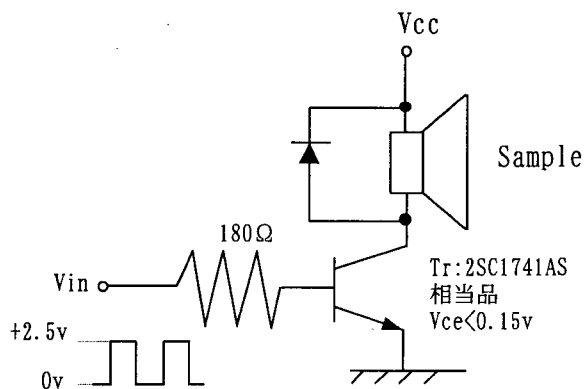 Vcc
Sample
180Ω
Vin
Tr:2SC1741AS
相当品
Vce<0.15v
+2.5v
0v